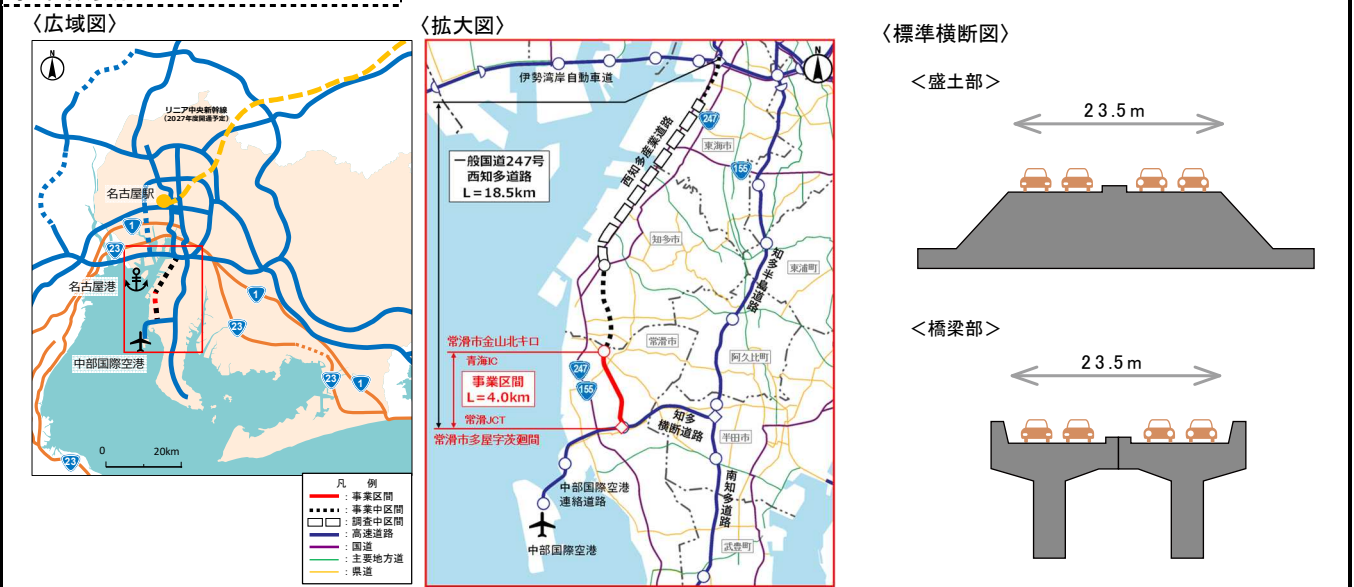 〈広域図〉
N
リニア中央新幹線
(2027年度開通予定)
名古屋駅
1
23
23
名古屋港
1
23
中部国際空港
23
1
23
0 20km
凡 例
：事業区間
：事業中区間
：調査中区間
：高速道路
：国道
：主要地方道
：県道
〈拡大図〉
N
伊勢湾岸自動車道
247
西知多産業道路
東海市
155
一般国道247号
西知多道路
L＝18.5km
知多市
東浦町
知多半島道路
常滑市金山北キロ
青海IC
常滑市
阿久比町
247
155
事業区間
L＝4.0km
常滑JCT
常滑市多屋字茨廻間
知多
横断道路
半田市
中部国際空港
連絡道路
南知多道路
中部国際空港
武豊町
〈標準横断図〉
＜盛土部＞
23.5m
＜橋梁部＞
23.5m